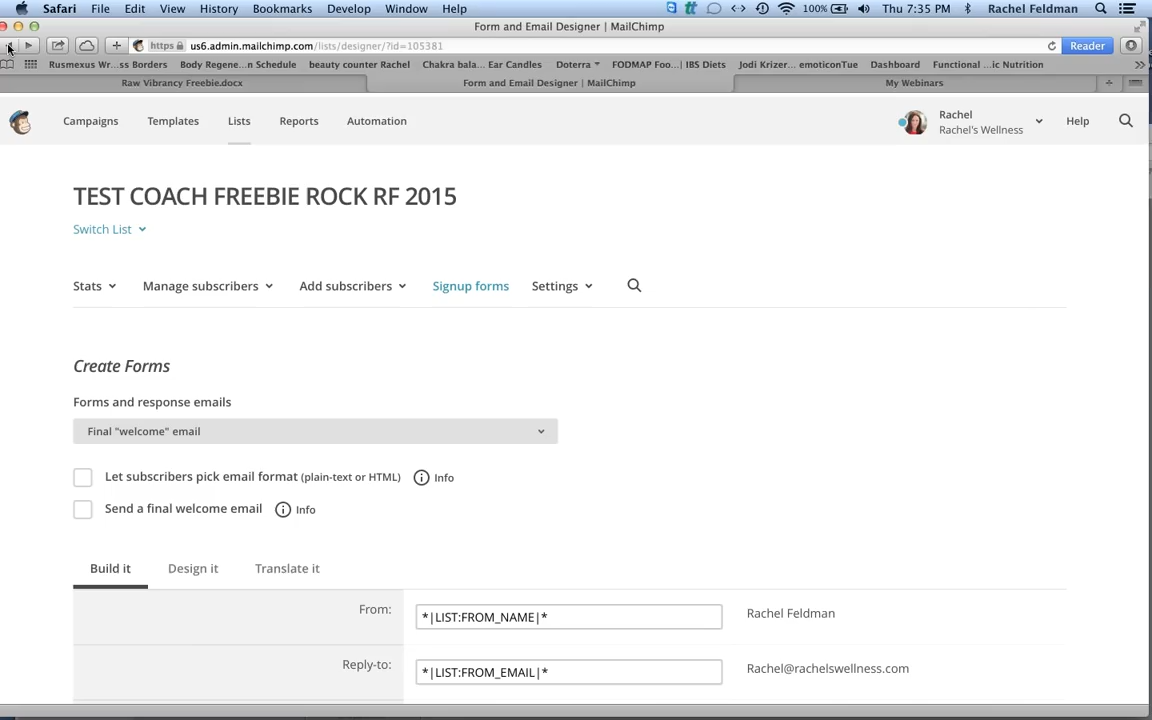 Safari File Edit View History Bookmarks Develop Window Help 100% Thu 7:35 PM Rachel Feldman
Form and Email Designer | MailChimp
https us6.admin.mailchimp.com/lists/designer/?id=105381 Reader
Rusmexus Wr...ss Borders Body Regene...n Schedule beauty counter Rachel Chakra bala... Ear Candles Doterra FODMAP Foo...| IBS Diets Jodi Krizer... emoticonTue Dashboard Functional ...ic Nutrition
Raw Vibrancy Freebie.docx Form and Email Designer | MailChimp My Webinars
Campaigns Templates Lists Reports Automation Rachel Help
Rachel's Wellness
TEST COACH FREEBIE ROCK RF 2015
Switch List
Stats Manage subscribers Add subscribers Signup forms Settings
Create Forms
Forms and response emails
Final "welcome" email
Let subscribers pick email format (plain-text or HTML) Info
Send a final welcome email Info
Build it Design it Translate it
From: *|LIST:FROM_NAME|* Rachel Feldman
Reply-to: *|LIST:FROM_EMAIL|* Rachel@rachelswellness.com